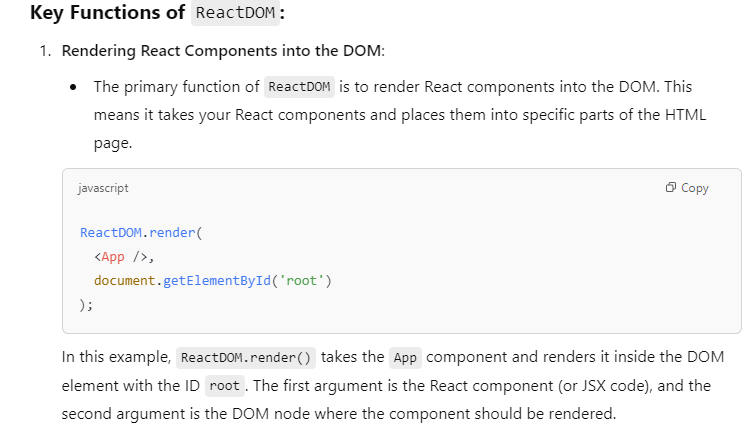 Key Functions of ReactDOM:
1. Rendering React Components into the DOM:
• The primary function of ReactDOM is to render React components into the DOM. This
means it takes your React components and places them into specific parts of the HTML
page.
javascript Copy
ReactDOM.render(
  <App />,
  document.getElementById('root')
);
In this example, ReactDOM.render() takes the App component and renders it inside the DOM
element with the ID root. The first argument is the React component (or JSX code), and the
second argument is the DOM node where the component should be rendered.